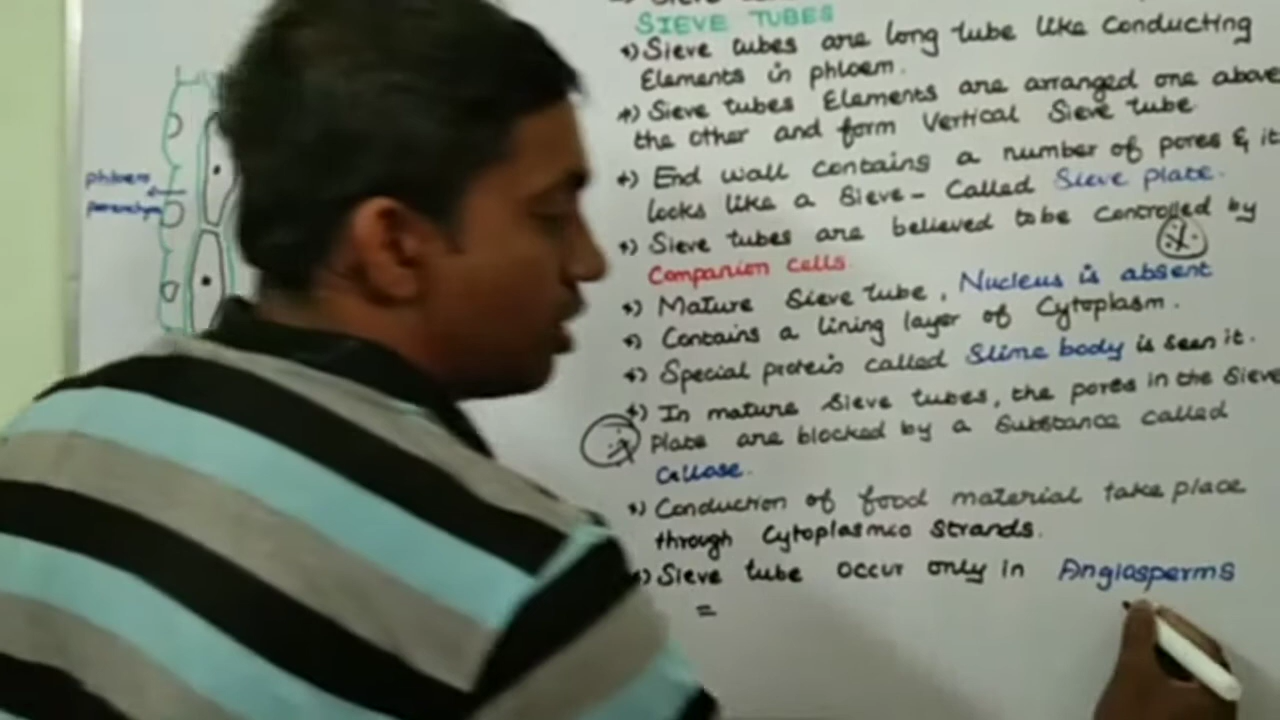 SIEVE TUBES
*) Sieve tubes are long tube like Conducting
Elements in phloem.
*) Sieve tubes Elements are arranged one above
the other and form Vertical Sieve tube
*) End wall contains a number of pores & it
looks like a Sieve - Called Sieve plate.
*) Sieve tubes are believed to be controlled by
Companion cells.
*) Mature Sieve tube, Nucleus is absent
*) Contains a lining layer of Cytoplasm.
*) Special protein called Slime body is seen it.
*) In mature Sieve tubes, the pores in the Sieve
Plate are blocked by a Substance called
Callose.
*) Conduction of food material take place
through Cytoplasmic Strands.
*) Sieve tube occur only in Angiosperms
=
phloem
parenchym